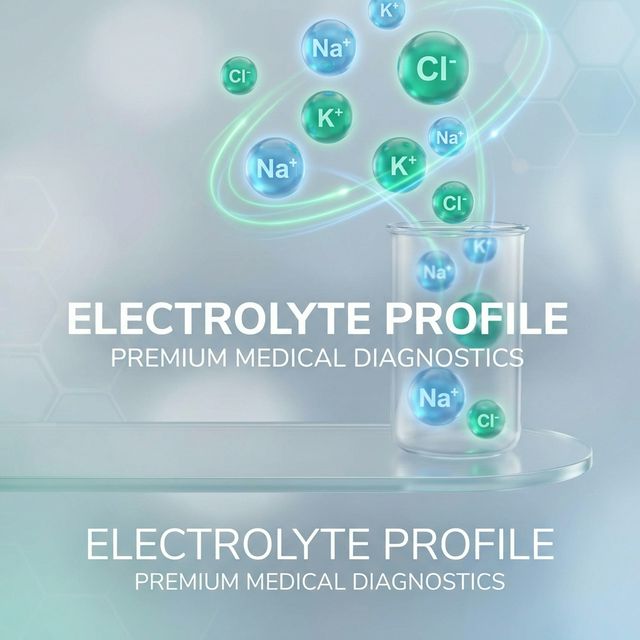 K⁺
Na⁺
Cl⁻
Cl⁻
K⁺
Na⁺
K⁺
Na⁺
Cl⁻
K⁺
Na⁺
ELECTROLYTE PROFILE
PREMIUM MEDICAL DIAGNOSTICS
Na⁺
Cl⁻
ELECTROLYTE PROFILE
PREMIUM MEDICAL DIAGNOSTICS